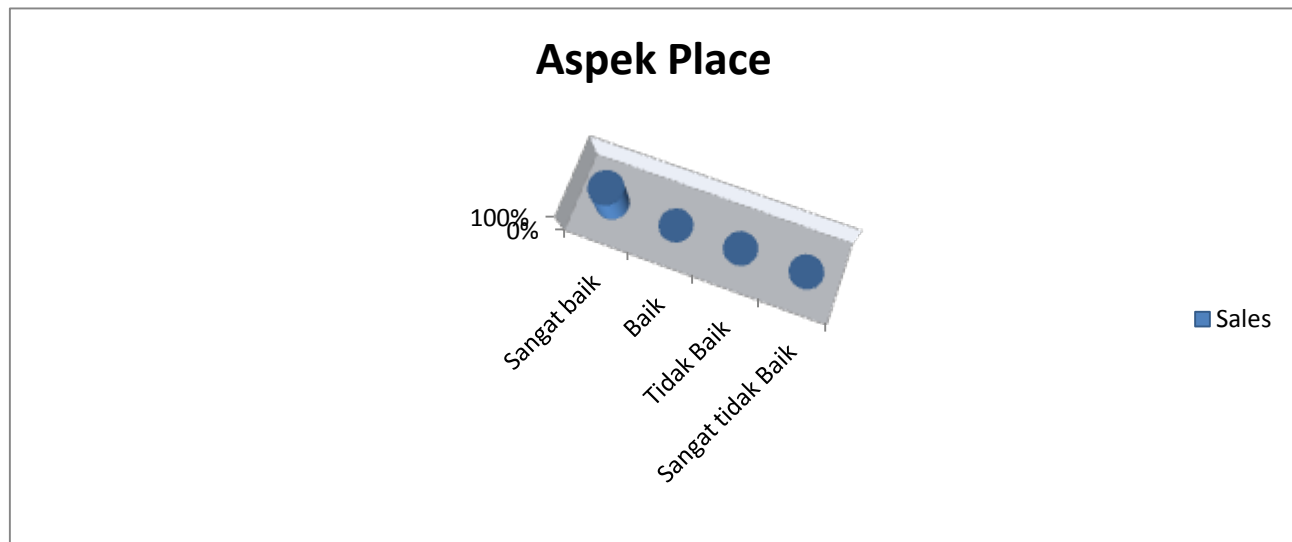 Aspek Place
100%
0%
Sangat baik
Baik
Tidak Baik
Sangat tidak Baik
Sales